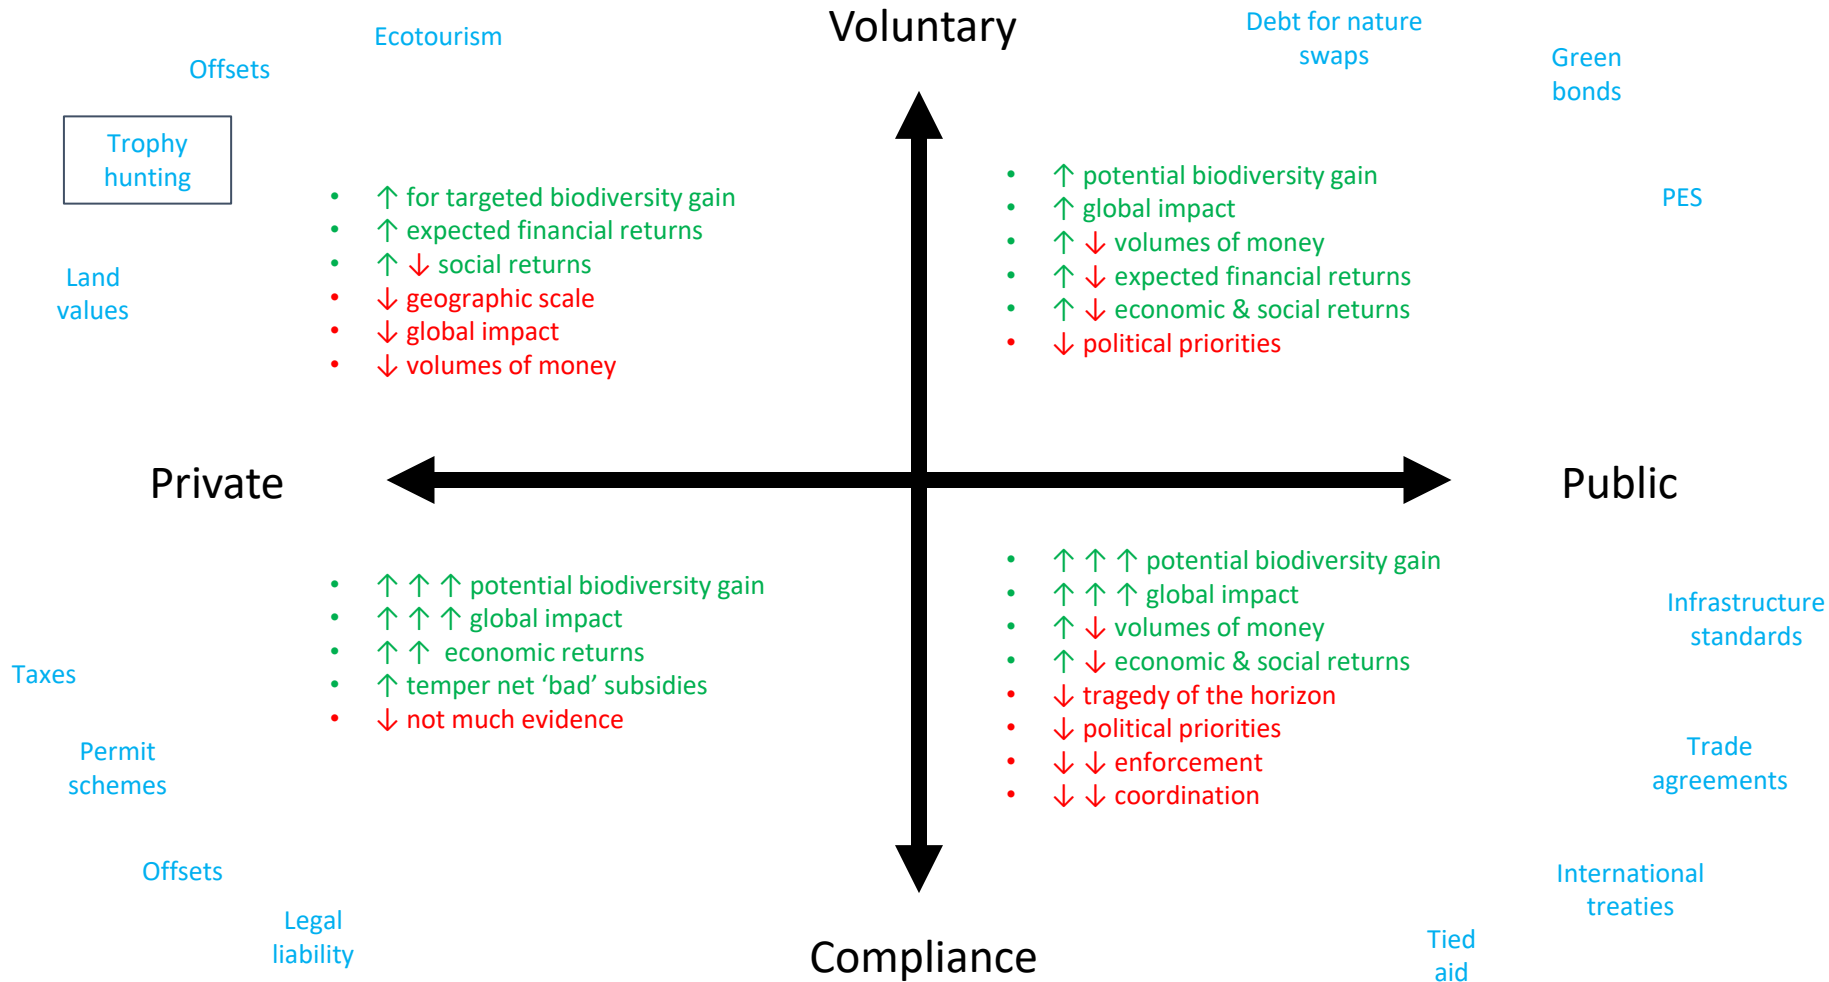 Voluntary
Ecotourism
Offsets
Trophy
hunting
Land
values
• ↑ for targeted biodiversity gain
• ↑ expected financial returns
• ↑ ↓ social returns
• ↓ geographic scale
• ↓ global impact
• ↓ volumes of money
Debt for nature
swaps
Green
bonds
PES
• ↑ potential biodiversity gain
• ↑ global impact
• ↑ ↓ volumes of money
• ↑ ↓ expected financial returns
• ↑ ↓ economic & social returns
• ↓ political priorities
Private
Public
• ↑ ↑ ↑ potential biodiversity gain
• ↑ ↑ ↑ global impact
• ↑ ↑ economic returns
• ↑ temper net ‘bad’ subsidies
• ↓ not much evidence
Taxes
Permit
schemes
Offsets
Legal
liability
• ↑ ↑ ↑ potential biodiversity gain
• ↑ ↑ ↑ global impact
• ↑ ↓ volumes of money
• ↑ ↓ economic & social returns
• ↓ tragedy of the horizon
• ↓ political priorities
• ↓ ↓ enforcement
• ↓ ↓ coordination
Infrastructure
standards
Trade
agreements
International
treaties
Tied
aid
Compliance